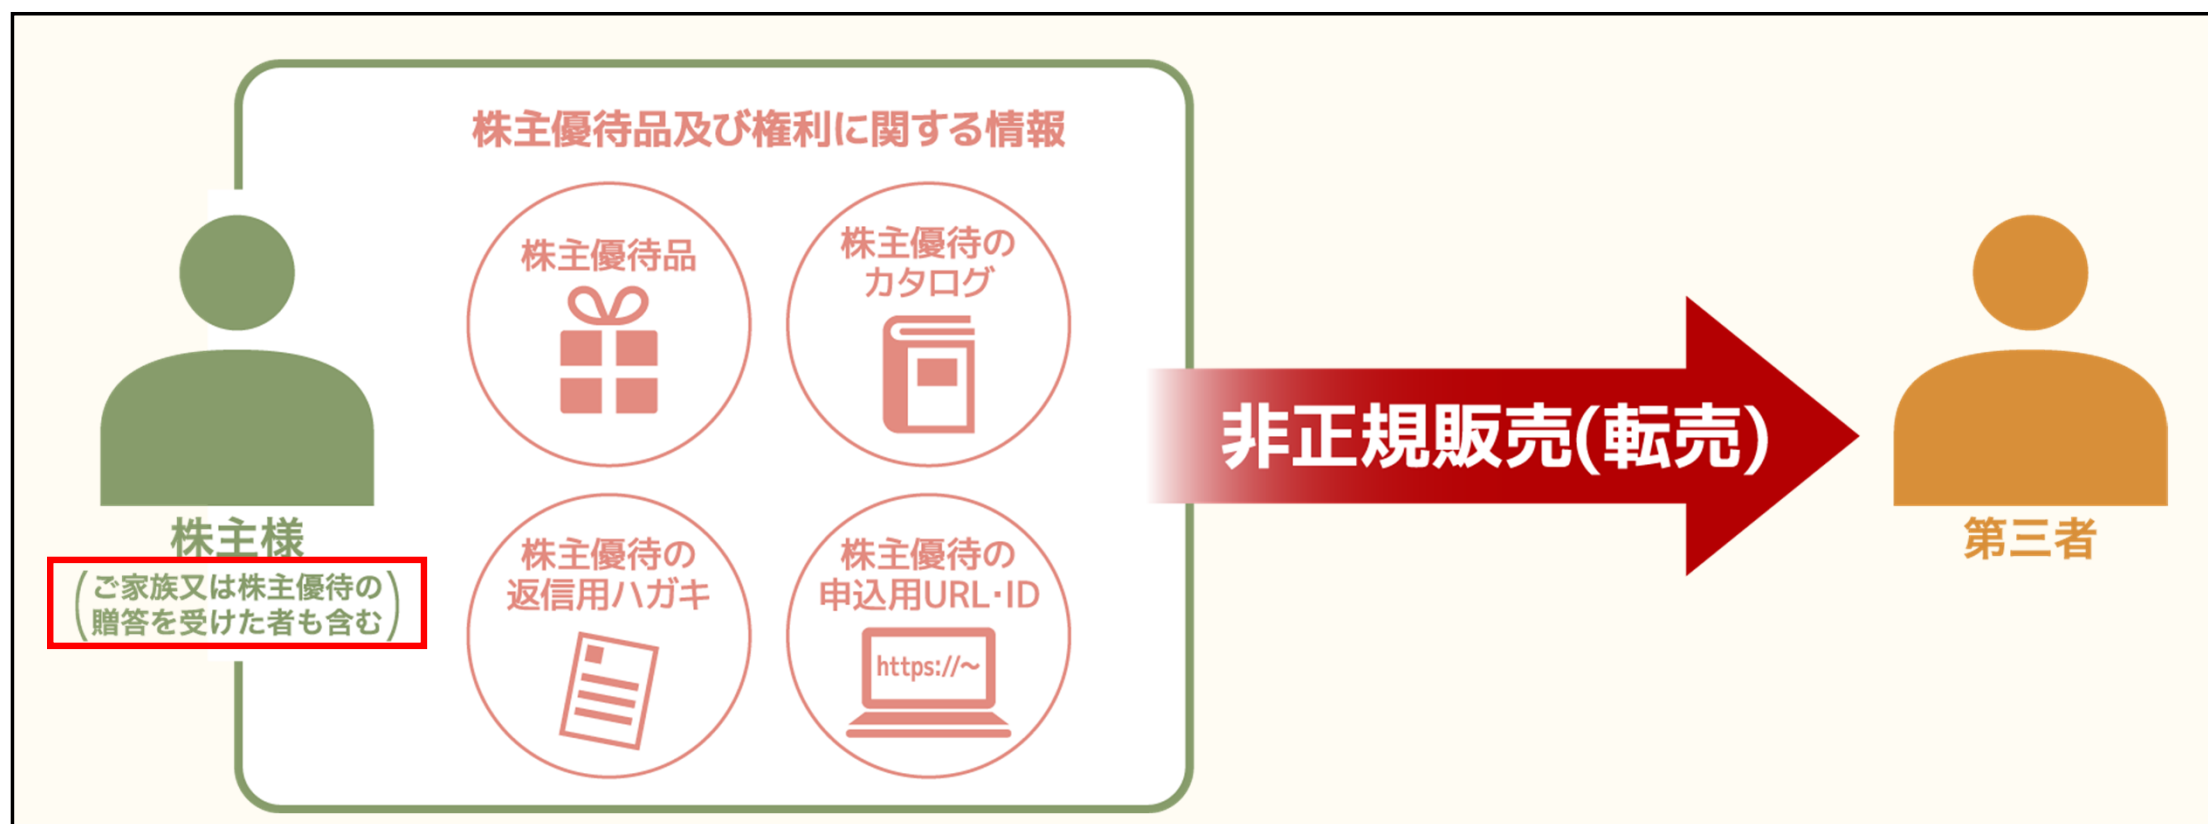 株主優待品及び権利に関する情報
株主優待品
株主優待の
カタログ
株主優待の
返信用ハガキ
株主優待の
申込用URL・ID
https://～
株主様
(ご家族又は株主優待の
贈答を受けた者も含む)
非正規販売(転売)
第三者